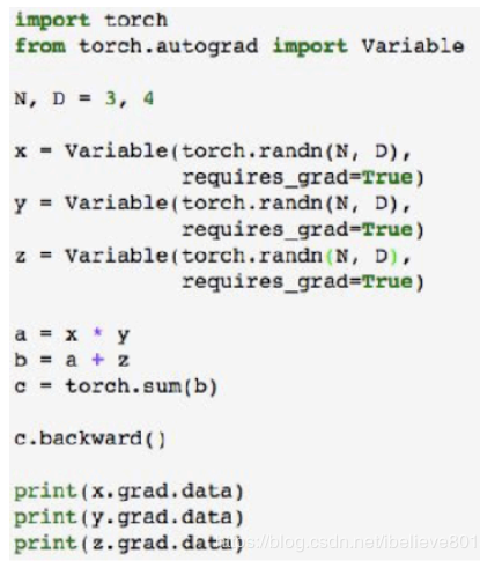 import torch
from torch.autograd import Variable
N, D = 3, 4
x = Variable(torch.randn(N, D),
requires_grad=True)
y = Variable(torch.randn(N, D),
requires_grad=True)
z = Variable(torch.randn(N, D),
requires_grad=True)
a = x * y
b = a + z
c = torch.sum(b)
c.backward()
print(x.grad.data)
print(y.grad.data)
print(z.grad.data)
s://blog.csdn.net/ibelieve801